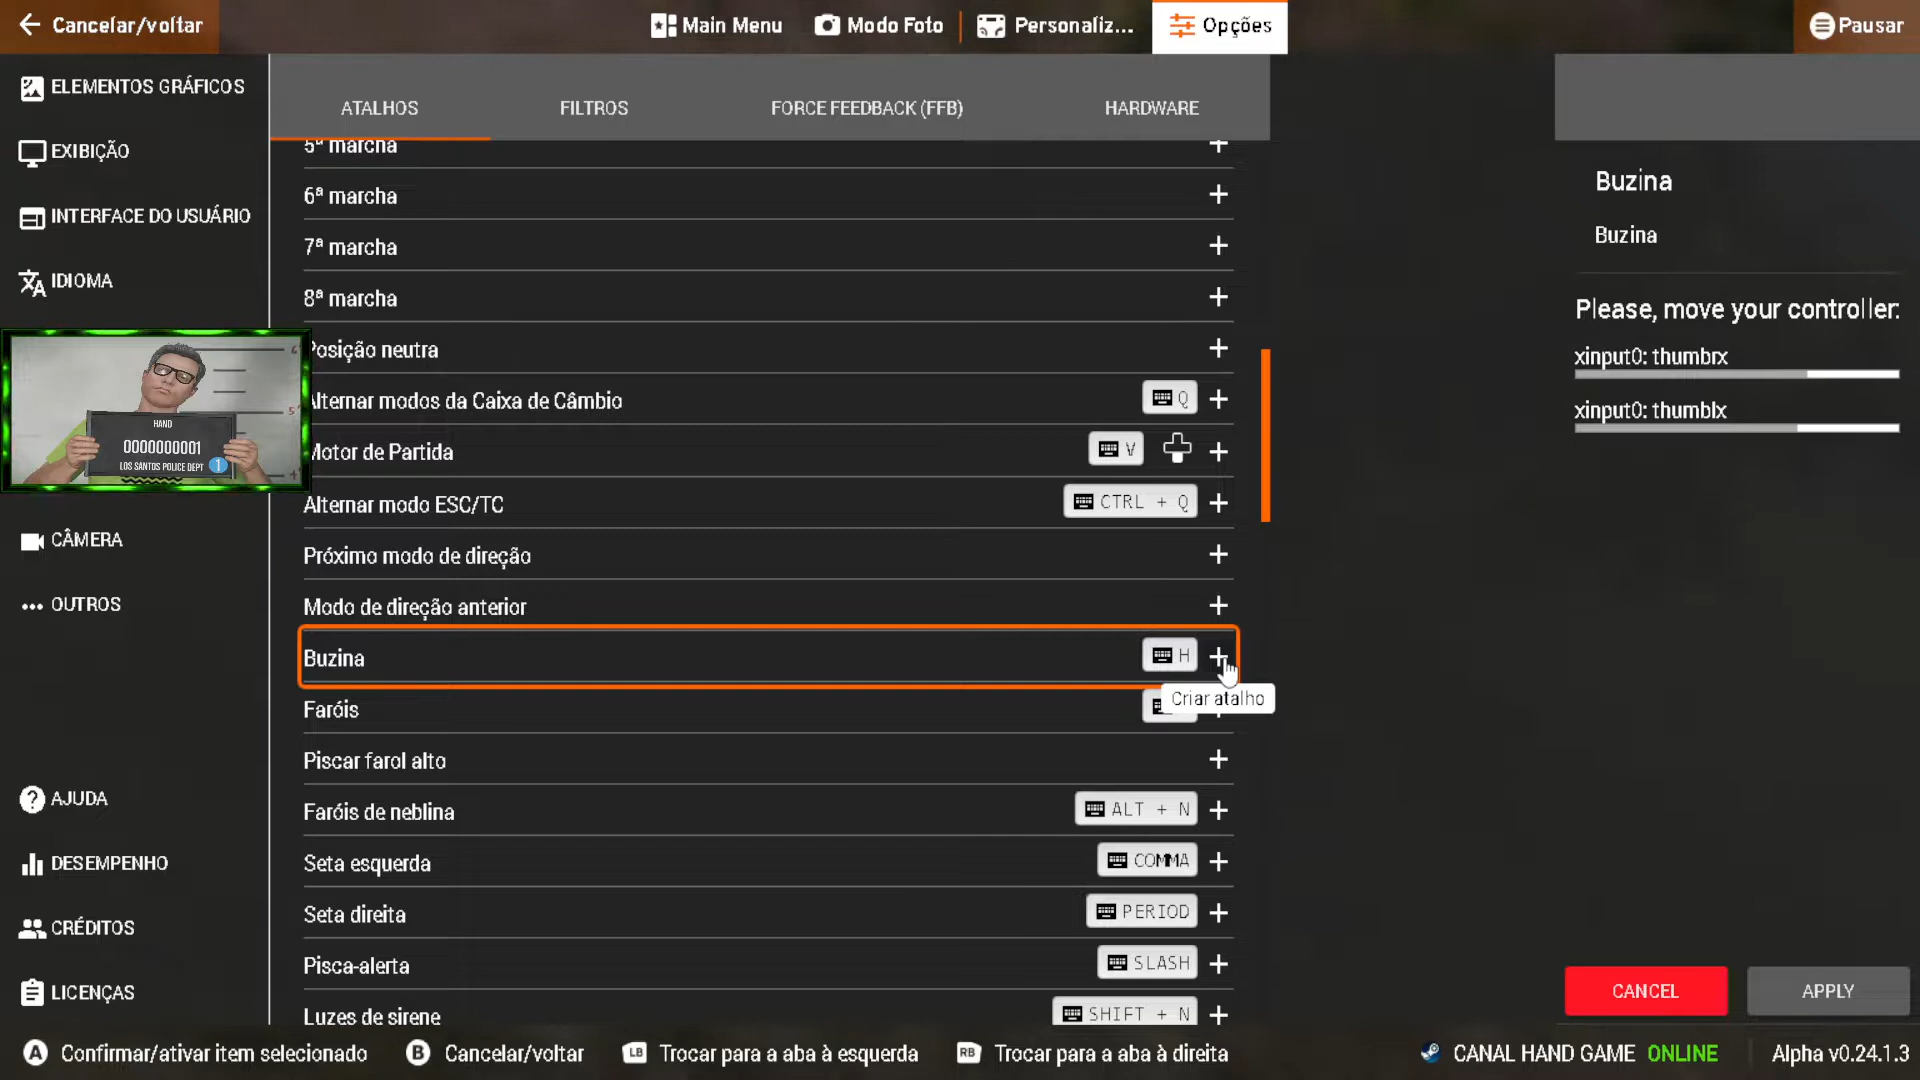 Cancelar/voltar
Main Menu
Modo Foto
Personaliz...
Opções
Pausar
ELEMENTOS GRÁFICOS
EXIBIÇÃO
INTERFACE DO USUÁRIO
IDIOMA
HAND
0000000001
LOS SANTOS POLICE DEPT
1
CÂMERA
OUTROS
AJUDA
DESEMPENHO
CRÉDITOS
LICENÇAS
ATALHOS
FILTROS
FORCE FEEDBACK (FFB)
HARDWARE
5ª marcha
6ª marcha
7ª marcha
8ª marcha
Posição neutra
Alternar modos da Caixa de Câmbio Q
Motor de Partida V
Alternar modo ESC/TC CTRL + Q
Próximo modo de direção
Modo de direção anterior
Buzina H
Criar atalho
Faróis
Piscar farol alto
Faróis de neblina ALT + N
Seta esquerda COMMA
Seta direita PERIOD
Pisca-alerta SLASH
Luzes de sirene SHIFT + N
Buzina
Buzina
Please, move your controller:
xinput0: thumbrx
xinput0: thumblx
CANCEL
APPLY
A Confirmar/ativar item selecionado
B Cancelar/voltar
LB Trocar para a aba à esquerda
RB Trocar para a aba à direita
CANAL HAND GAME ONLINE
Alpha v0.24.1.3